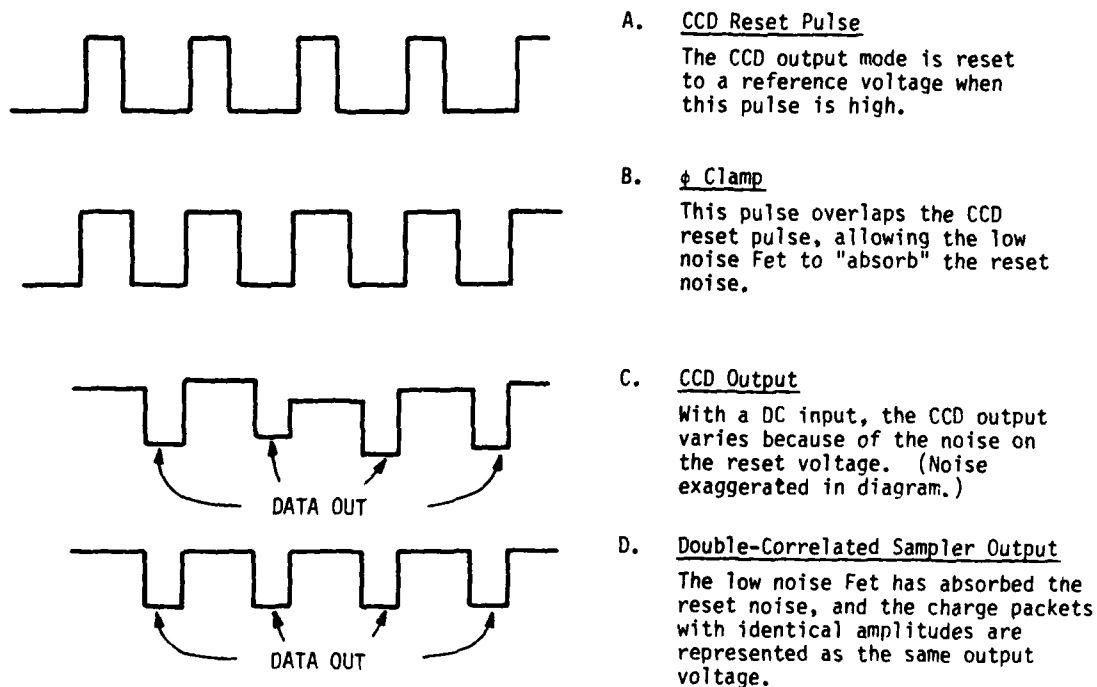 A. CCD Reset Pulse
The CCD output mode is reset
to a reference voltage when
this pulse is high.
B. ϕ Clamp
This pulse overlaps the CCD
reset pulse, allowing the low
noise Fet to "absorb" the reset
noise.
C. CCD Output
With a DC input, the CCD output
varies because of the noise on
the reset voltage. (Noise
exaggerated in diagram.)
DATA OUT
D. Double-Correlated Sampler Output
The low noise Fet has absorbed the
reset noise, and the charge packets
with identical amplitudes are
represented as the same output
voltage.
DATA OUT